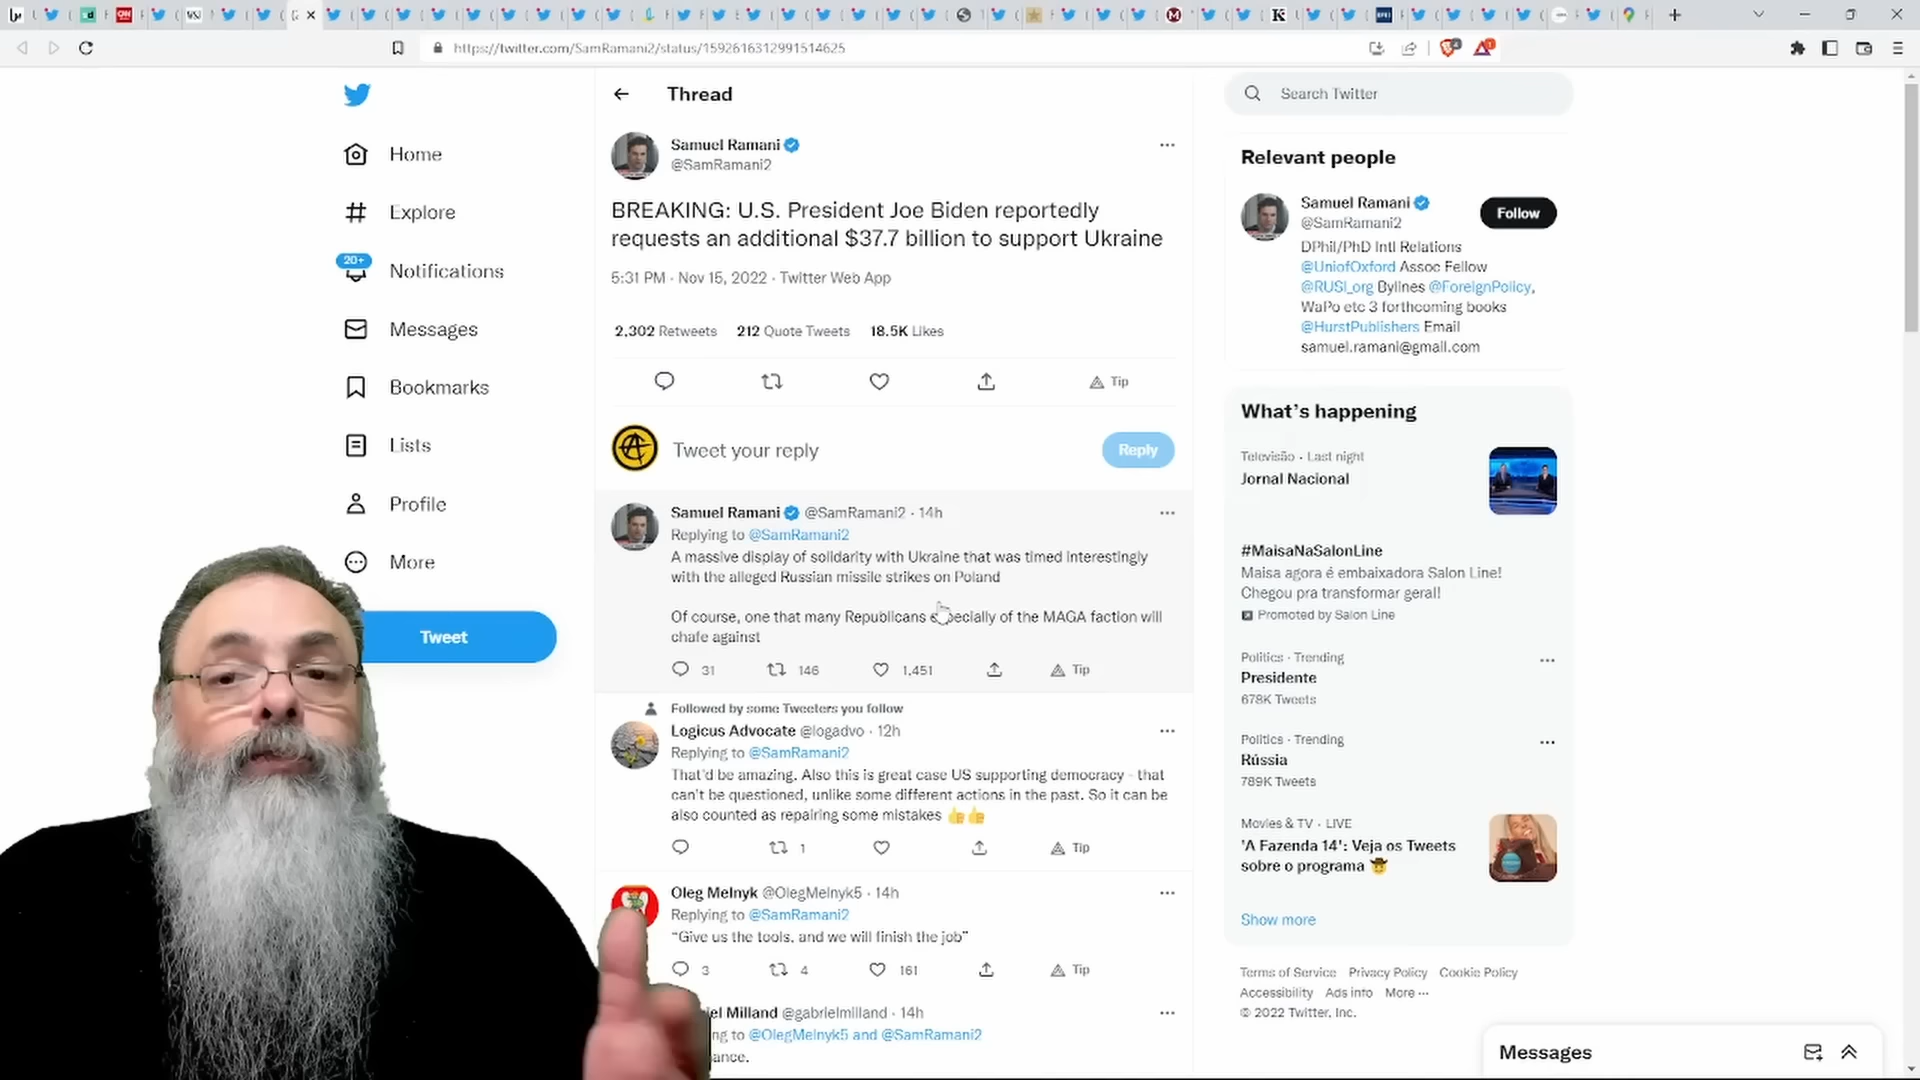 https://twitter.com/SamRamani2/status/1592616312991514625
Home
Explore
20+
Notifications
Messages
Bookmarks
Lists
Profile
More
Tweet
Thread
Samuel Ramani
@SamRamani2
BREAKING: U.S. President Joe Biden reportedly
requests an additional $37.7 billion to support Ukraine
5:31 PM · Nov 15, 2022 · Twitter Web App
2,302 Retweets 212 Quote Tweets 18.5K Likes
Tip
Tweet your reply
Reply
Samuel Ramani @SamRamani2 · 14h
Replying to @SamRamani2
A massive display of solidarity with Ukraine that was timed interestingly
with the alleged Russian missile strikes on Poland
Of course, one that many Republicans especially of the MAGA faction will
chafe against
31 146 1,451 Tip
Followed by some Tweeters you follow
Logicus Advocate @logadvo · 12h
Replying to @SamRamani2
That'd be amazing. Also this is great case US supporting democracy - that
can't be questioned, unlike some different actions in the past. So it can be
also counted as repairing some mistakes 👍👍
1 Tip
Oleg Melnyk @OlegMelnyk5 · 14h
Replying to @SamRamani2
"Give us the tools, and we will finish the job"
3 4 161 Tip
iel Milland @gabrielmilland · 14h
ng to @OlegMelnyk5 and @SamRamani2
ance.
Search Twitter
Relevant people
Samuel Ramani
@SamRamani2
Follow
DPhil/PhD Intl Relations
@UniofOxford Assoc Fellow
@RUSI_org Bylines @ForeignPolicy,
WaPo etc 3 forthcoming books
@HurstPublishers Email
samuel.ramani@gmail.com
What's happening
Televisão · Last night
Jornal Nacional
#MaisaNaSalonLine
Maisa agora é embaixadora Salon Line!
Chegou pra transformar geral!
Promoted by Salon Line
Politics · Trending
Presidente
678K Tweets
Politics · Trending
Rússia
789K Tweets
Movies & TV · LIVE
'A Fazenda 14': Veja os Tweets
sobre o programa 🤠
Show more
Terms of Service Privacy Policy Cookie Policy
Accessibility Ads info More ···
© 2022 Twitter, Inc.
Messages